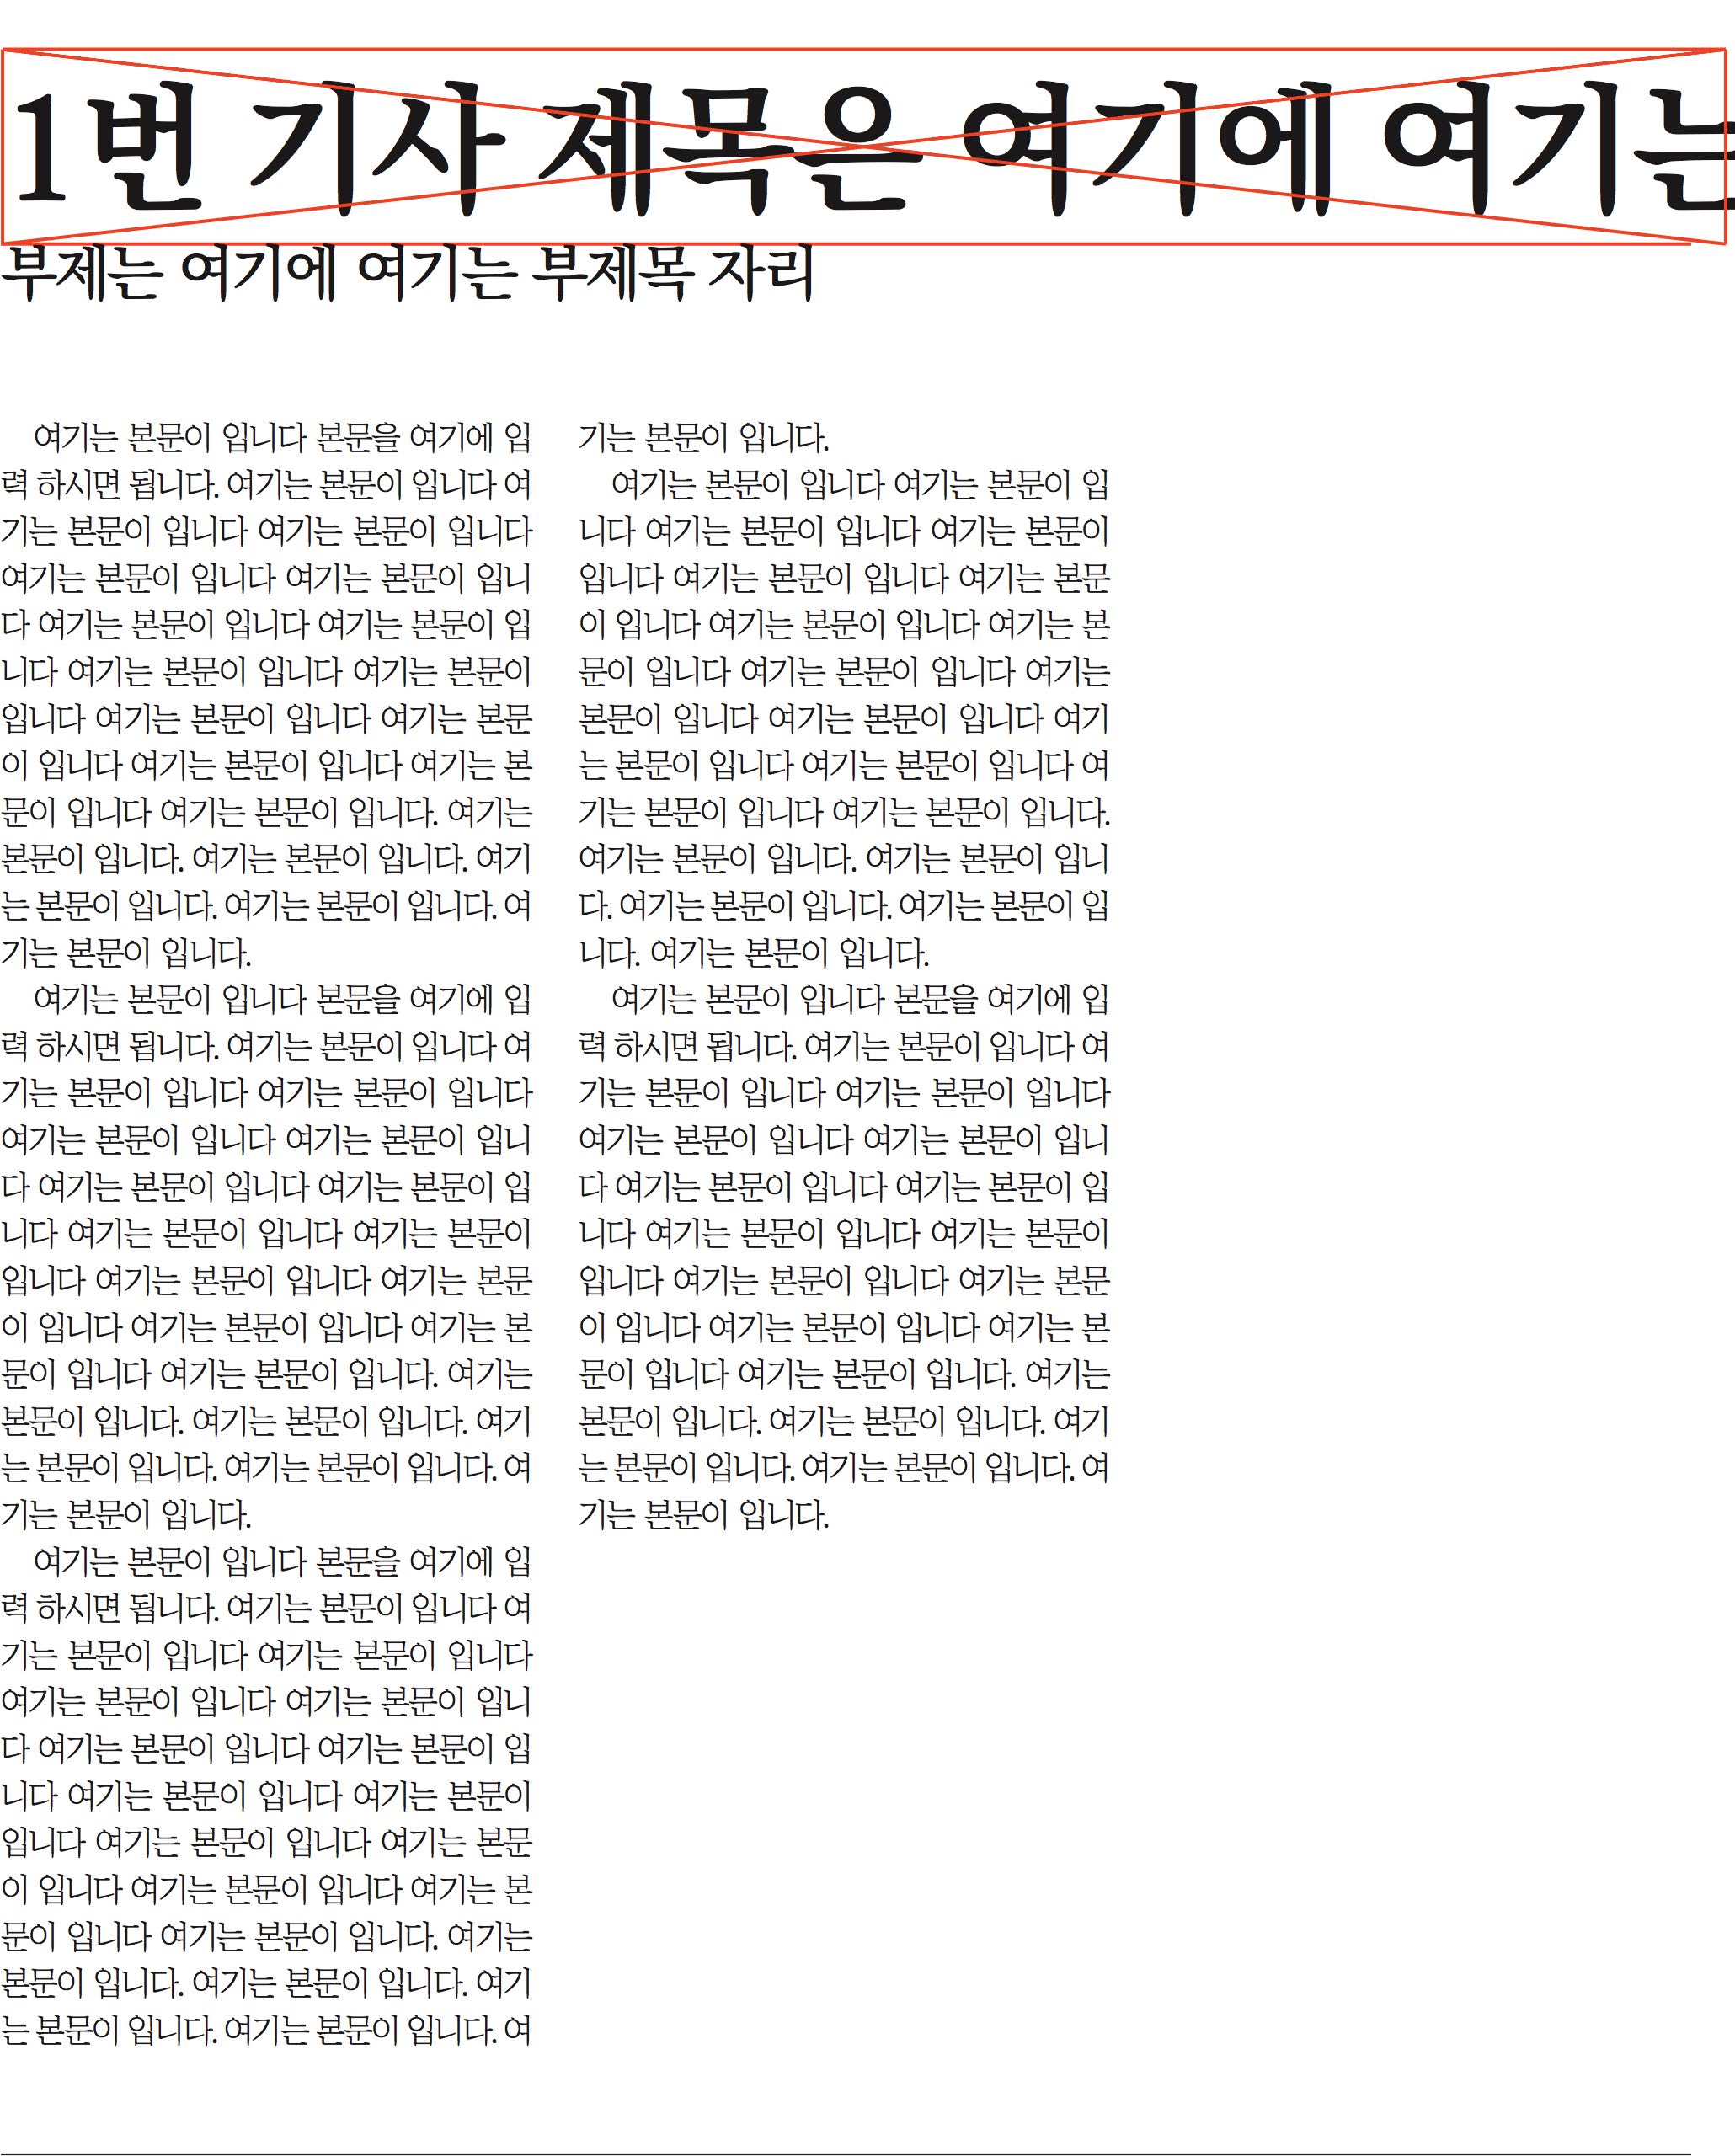 1번 기사 제목은 여기에 여기는
부제는 여기에 여기는 부제목 자리
여기는 본문이 입니다 본문을 여기에 입
력 하시면 됩니다. 여기는 본문이 입니다 여
기는 본문이 입니다 여기는 본문이 입니다
여기는 본문이 입니다 여기는 본문이 입니
다 여기는 본문이 입니다 여기는 본문이 입
니다 여기는 본문이 입니다 여기는 본문이
입니다 여기는 본문이 입니다 여기는 본문
이 입니다 여기는 본문이 입니다 여기는 본
문이 입니다 여기는 본문이 입니다. 여기는
본문이 입니다. 여기는 본문이 입니다. 여기
는 본문이 입니다. 여기는 본문이 입니다. 여
기는 본문이 입니다.
여기는 본문이 입니다 본문을 여기에 입
력 하시면 됩니다. 여기는 본문이 입니다 여
기는 본문이 입니다 여기는 본문이 입니다
여기는 본문이 입니다 여기는 본문이 입니
다 여기는 본문이 입니다 여기는 본문이 입
니다 여기는 본문이 입니다 여기는 본문이
입니다 여기는 본문이 입니다 여기는 본문
이 입니다 여기는 본문이 입니다 여기는 본
문이 입니다 여기는 본문이 입니다. 여기는
본문이 입니다. 여기는 본문이 입니다. 여기
는 본문이 입니다. 여기는 본문이 입니다. 여
기는 본문이 입니다.
여기는 본문이 입니다 본문을 여기에 입
력 하시면 됩니다. 여기는 본문이 입니다 여
기는 본문이 입니다 여기는 본문이 입니다
여기는 본문이 입니다 여기는 본문이 입니
다 여기는 본문이 입니다 여기는 본문이 입
니다 여기는 본문이 입니다 여기는 본문이
입니다 여기는 본문이 입니다 여기는 본문
이 입니다 여기는 본문이 입니다 여기는 본
문이 입니다 여기는 본문이 입니다. 여기는
본문이 입니다. 여기는 본문이 입니다. 여기
는 본문이 입니다. 여기는 본문이 입니다. 여
기는 본문이 입니다.
여기는 본문이 입니다 여기는 본문이 입
니다 여기는 본문이 입니다 여기는 본문이
입니다 여기는 본문이 입니다 여기는 본문
이 입니다 여기는 본문이 입니다 여기는 본
문이 입니다 여기는 본문이 입니다 여기는
본문이 입니다 여기는 본문이 입니다 여기
는 본문이 입니다 여기는 본문이 입니다 여
기는 본문이 입니다 여기는 본문이 입니다.
여기는 본문이 입니다. 여기는 본문이 입니
다. 여기는 본문이 입니다. 여기는 본문이 입
니다. 여기는 본문이 입니다.
여기는 본문이 입니다 본문을 여기에 입
력 하시면 됩니다. 여기는 본문이 입니다 여
기는 본문이 입니다 여기는 본문이 입니다
여기는 본문이 입니다 여기는 본문이 입니
다 여기는 본문이 입니다 여기는 본문이 입
니다 여기는 본문이 입니다 여기는 본문이
입니다 여기는 본문이 입니다 여기는 본문
이 입니다 여기는 본문이 입니다 여기는 본
문이 입니다 여기는 본문이 입니다. 여기는
본문이 입니다. 여기는 본문이 입니다. 여기
는 본문이 입니다. 여기는 본문이 입니다. 여
기는 본문이 입니다.